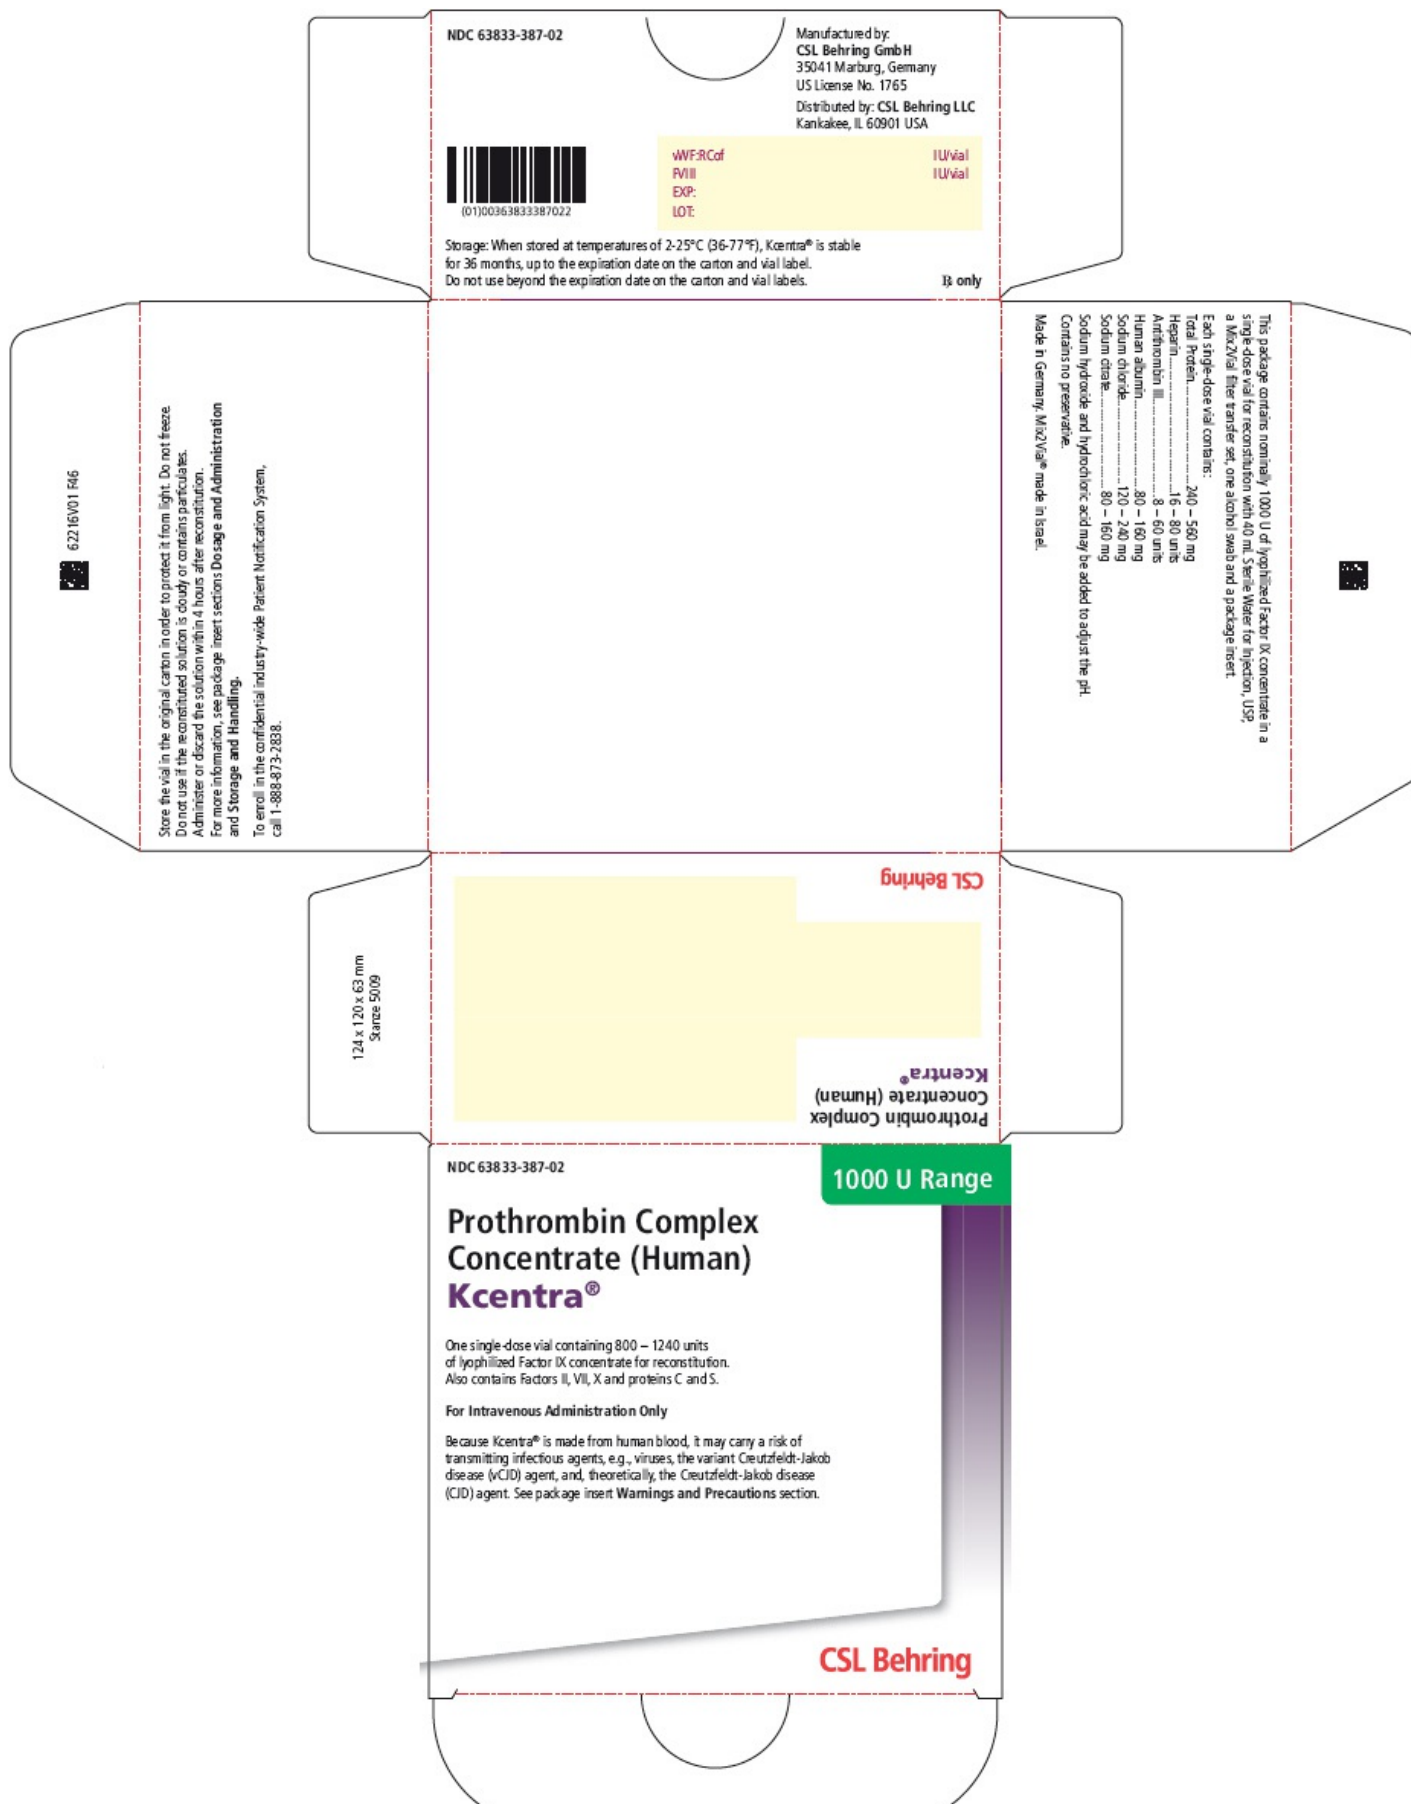 NDC 63833-387-02
Manufactured by:
CSL Behring GmbH
35041 Marburg, Germany
US License No. 1765
Distributed by: CSL Behring LLC
Kankakee, IL 60901 USA
vWF:RCof IU/vial
FVIII IU/vial
EXP:
LOT:
(01)00363833387022
Storage: When stored at temperatures of 2-25°C (36-77°F), Kcentra® is stable
for 36 months, up to the expiration date on the carton and vial label.
Do not use beyond the expiration date on the carton and vial labels.
℞ only
62216V01 F46
Store the vial in the original carton in order to protect it from light. Do not freeze.
Do not use if the reconstituted solution is cloudy or contains particulates.
Administer or discard the solution within 4 hours after reconstitution.
For more information, see package insert sections Dosage and Administration
and Storage and Handling.
To enroll in the confidential industry-wide Patient Notification System,
call 1-888-873-2838.
This package contains nominally 1000 U of lyophilized Factor IX concentrate in a
single-dose vial for reconstitution with 40 mL Sterile Water for Injection, USP,
a Mix2Vial filter transfer set, one alcohol swab and a package insert.
Each single-dose vial contains:
Total Protein........................240 – 560 mg
Heparin..............................16 – 80 units
Antithrombin III......................8 – 60 units
Human albumin......................80 – 160 mg
Sodium chloride....................120 – 240 mg
Sodium citrate......................80 – 160 mg
Sodium hydroxide and hydrochloric acid may be added to adjust the pH.
Contains no preservative.
Made in Germany. Mix2Vial® made in Israel.
CSL Behring
124 x 120 x 63 mm
Stanze 5009
Prothrombin Complex
Concentrate (Human)
Kcentra®
NDC 63833-387-02
1000 U Range
Prothrombin Complex
Concentrate (Human)
Kcentra®
One single-dose vial containing 800 – 1240 units
of lyophilized Factor IX concentrate for reconstitution.
Also contains Factors II, VII, X and proteins C and S.
For Intravenous Administration Only
Because Kcentra® is made from human blood, it may carry a risk of
transmitting infectious agents, e.g., viruses, the variant Creutzfeldt-Jakob
disease (vCJD) agent, and, theoretically, the Creutzfeldt-Jakob disease
(CJD) agent. See package insert Warnings and Precautions section.
CSL Behring